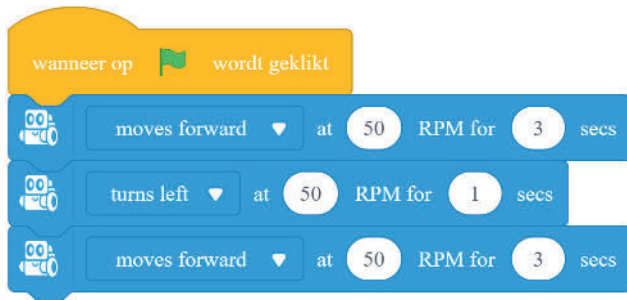 wanneer op wordt geklikt
moves forward at 50 RPM for 3 secs
turns left at 50 RPM for 1 secs
moves forward at 50 RPM for 3 secs